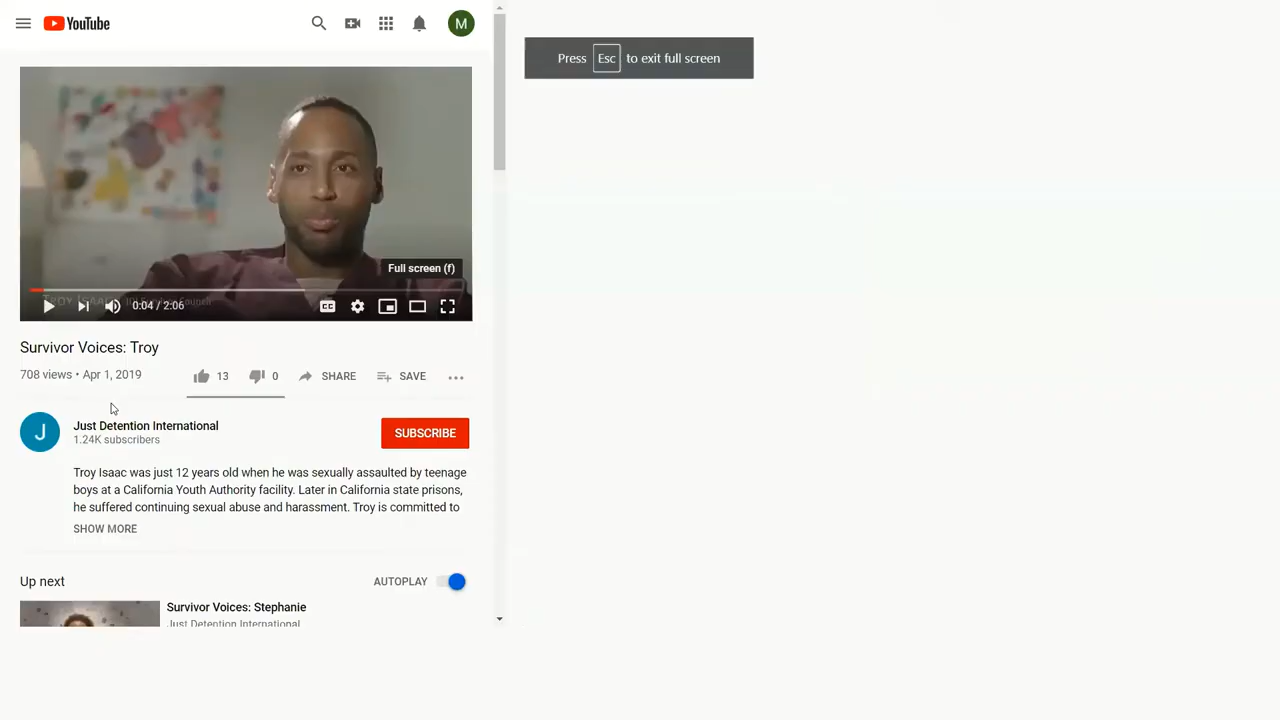 YouTube
M
Press Esc to exit full screen
Full screen (f)
TROY ISAAC
CC
0:04 / 2:06
Survivor Voices: Troy
708 views • Apr 1, 2019
13
0
SHARE
SAVE
J
Just Detention International
1.24K subscribers
SUBSCRIBE
Troy Isaac was just 12 years old when he was sexually assaulted by teenage
boys at a California Youth Authority facility. Later in California state prisons,
he suffered continuing sexual abuse and harassment. Troy is committed to
SHOW MORE
Up next
AUTOPLAY
Survivor Voices: Stephanie
Just Detention International